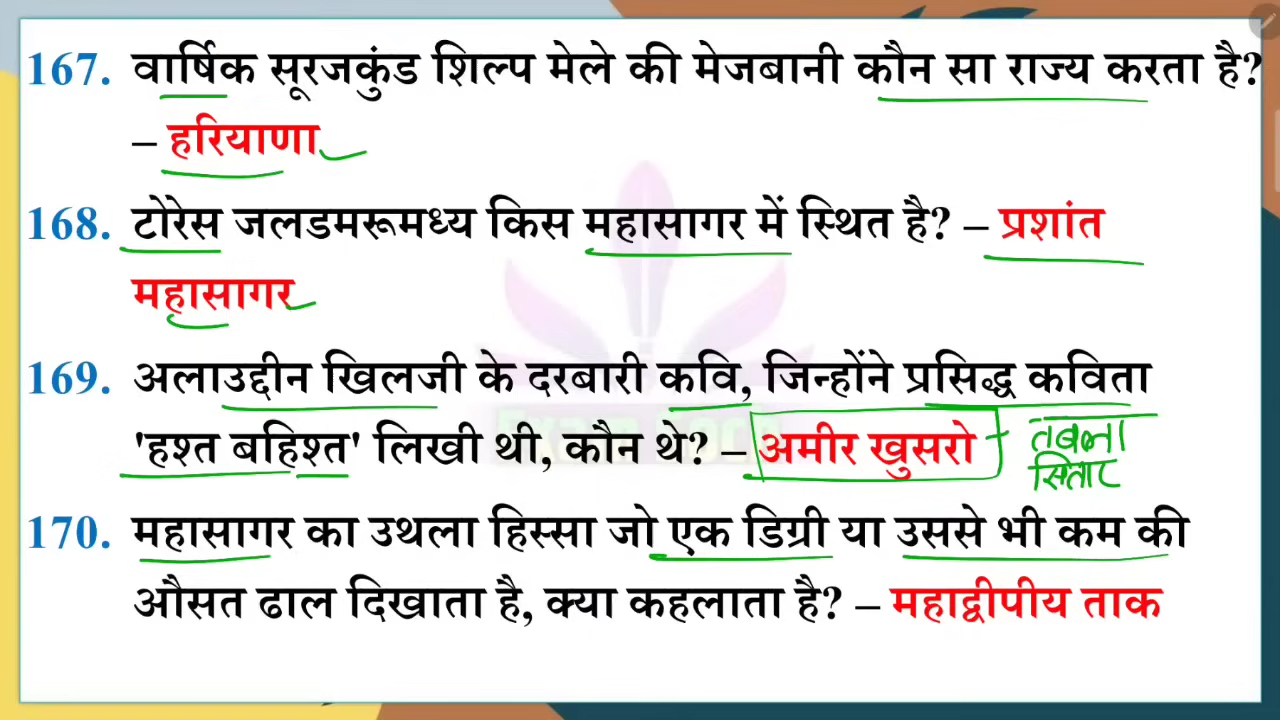 167. वार्षिक सूरजकुंड शिल्प मेले की मेजबानी कौन सा राज्य करता है?
– हरियाणा
168. टोरेस जलडमरूमध्य किस महासागर में स्थित है? – प्रशांत
महासागर
169. अलाउद्दीन खिलजी के दरबारी कवि, जिन्होंने प्रसिद्ध कविता
'हश्त बहिश्त' लिखी थी, कौन थे? – अमीर खुसरो तबला
सितार
170. महासागर का उथला हिस्सा जो एक डिग्री या उससे भी कम की
औसत ढाल दिखाता है, क्या कहलाता है? – महाद्वीपीय ताक